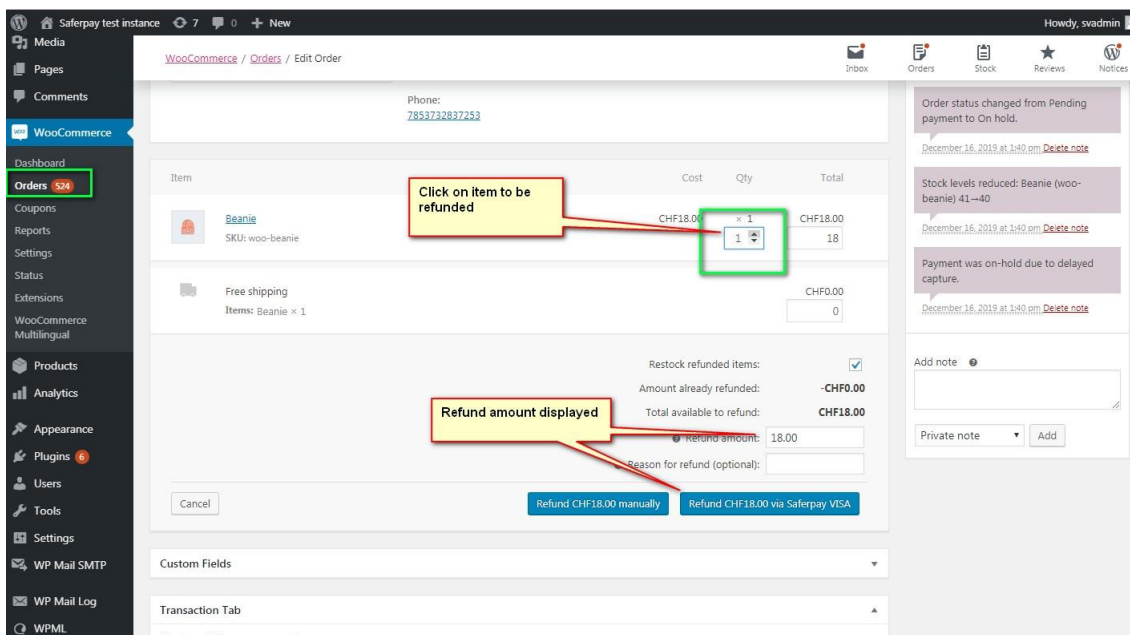 Saferpay test instance 7 0 + New Howdy, svadmin
Media
Pages
Comments
WooCommerce
Dashboard
Orders 524
Coupons
Reports
Settings
Status
Extensions
WooCommerce
Multilingual
Products
Analytics
Appearance
Plugins 6
Users
Tools
Settings
WP Mail SMTP
WP Mail Log
WPML
WooCommerce / Orders / Edit Order
Inbox Orders Stock Reviews Notices
Phone:
7853732837253
Item Cost Qty Total
Click on item to be
refunded
Beanie CHF18.00 × 1 CHF18.00
SKU: woo-beanie 1 18
Free shipping CHF0.00
Items: Beanie × 1 0
Restock refunded items:
Amount already refunded: -CHF0.00
Total available to refund: CHF18.00
Refund amount displayed
Refund amount: 18.00
Reason for refund (optional):
Cancel Refund CHF18.00 manually Refund CHF18.00 via Saferpay VISA
Custom Fields
Transaction Tab
Order status changed from Pending
payment to On hold.
December 16, 2019 at 1:40 pm Delete note
Stock levels reduced: Beanie (woo-
beanie) 41→40
December 16, 2019 at 1:40 pm Delete note
Payment was on-hold due to delayed
capture.
December 16, 2019 at 1:40 pm Delete note
Add note
Private note Add